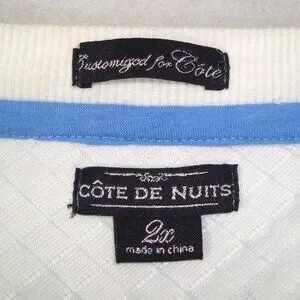 Customized for Côte
CÔTE DE NUITS
2x
made in china